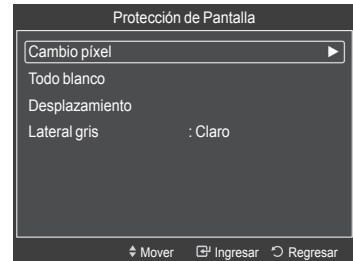 Protección de Pantalla
Cambio píxel ►
Todo blanco
Desplazamiento
Lateral gris : Claro
Mover Ingresar Regresar